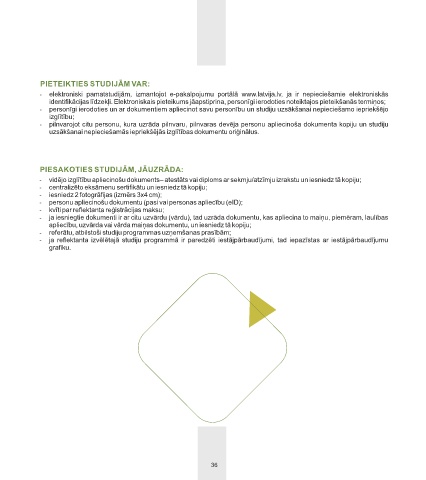 PIETEIKTIES STUDIJĀM VAR:
- elektroniski pamatstudijām, izmantojot e-pakalpojumu portālā www.latvija.lv, ja ir nepieciešamie elektroniskās
identifikācijas līdzekļi. Elektroniskais pieteikums jāapstiprina, personīgi ierodoties noteiktajos pieteikšanās termiņos;
- personīgi ierodoties un ar dokumentiem apliecinot savu personību un studiju uzsākšanai nepieciešamo iepriekšējo
izglītību;
- pilnvarojot citu personu, kura uzrāda pilnvaru, pilnvaras devēja personu apliecinoša dokumenta kopiju un studiju
uzsākšanai nepieciešamās iepriekšējās izglītības dokumentu oriģinālus.
PIESAKOTIES STUDIJĀM, JĀUZRĀDA:
- vidējo izglītību apliecinošu dokuments – atestāts vai diploms ar sekmju/atzīmju izrakstu un iesniedz tā kopiju;
- centralizēto eksāmenu sertifikātu un iesniedz tā kopiju;
- iesniedz 2 fotogrāfijas (izmērs 3x4 cm);
- personu apliecinošu dokumentu (pasi vai personas apliecību (eID);
- kvīti par reflektanta reģistrācijas maksu;
- ja iesniegtie dokumenti ir ar citu uzvārdu (vārdu), tad uzrāda dokumentu, kas apliecina to maiņu, piemēram, laulības
apliecību, uzvārda vai vārda maiņas dokumentu, un iesniedz tā kopiju;
- referātu, atbilstoši studiju programmas uzņemšanas prasībām;
- ja reflektanta izvēlētajā studiju programmā ir paredzēti iestājpārbaudījumi, tad iepazīstas ar iestājpārbaudījumu
grafiku.
36